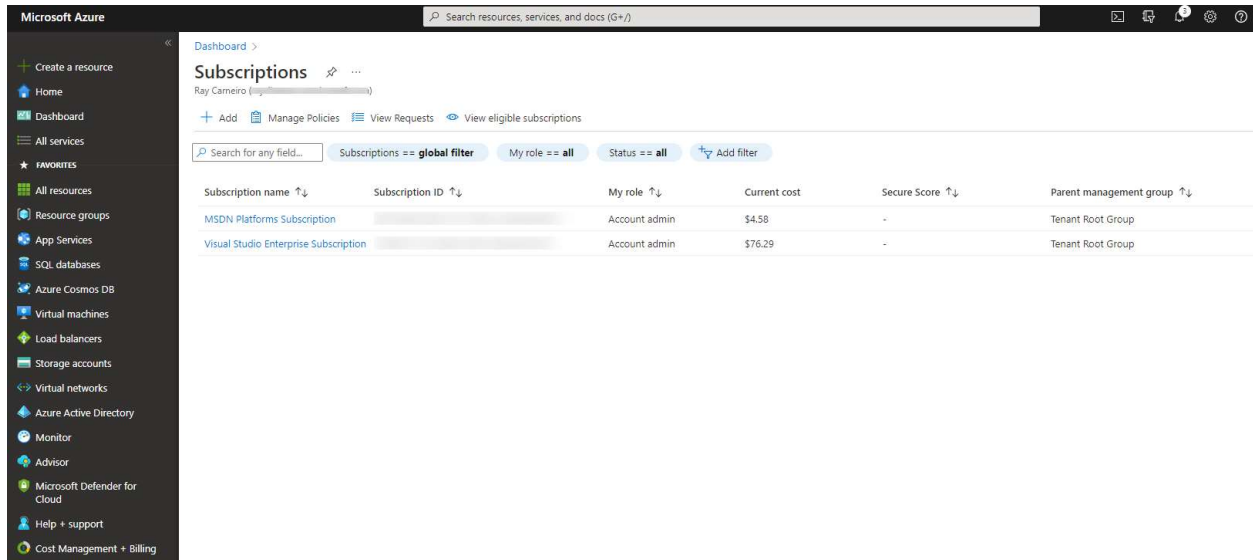 Microsoft Azure
Search resources, services, and docs (G+/)
3
Create a resource
Home
Dashboard
All services
FAVORITES
All resources
Resource groups
App Services
SQL databases
Azure Cosmos DB
Virtual machines
Load balancers
Storage accounts
Virtual networks
Azure Active Directory
Monitor
Advisor
Microsoft Defender for
Cloud
Help + support
Cost Management + Billing
Dashboard >
Subscriptions
Ray Carneiro (
Add Manage Policies View Requests View eligible subscriptions
Search for any field... Subscriptions == global filter My role == all Status == all Add filter
Subscription name ↑↓ Subscription ID ↑↓ My role ↑↓ Current cost Secure Score ↑↓ Parent management group ↑↓
MSDN Platforms Subscription Account admin $4.58 - Tenant Root Group
Visual Studio Enterprise Subscription Account admin $76.29 - Tenant Root Group